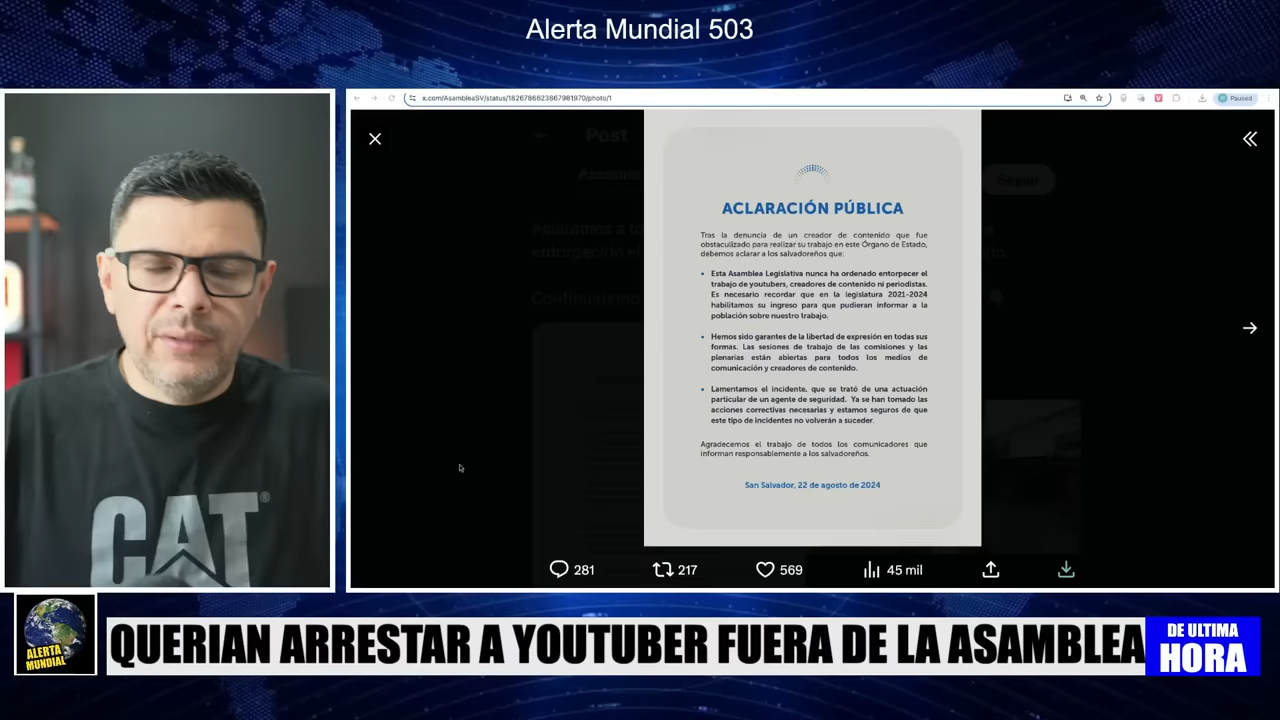 Alerta Mundial 503
x.com/AsambleaSV/status/1826786623867981970/photo/1
Paused
Post
Seguir
ACLARACIÓN PÚBLICA
Tras la denuncia de un creador de contenido que fue
obstaculizado para realizar su trabajo en este Órgano de Estado,
debemos aclarar a los salvadoreños que:
• Esta Asamblea Legislativa nunca ha ordenado entorpecer el
trabajo de youtubers, creadores de contenido ni periodistas.
Es necesario recordar que en la legislatura 2021-2024
habilitamos su ingreso para que pudieran informar a la
población sobre nuestro trabajo.
• Hemos sido garantes de la libertad de expresión en todas sus
formas. Las sesiones de trabajo de las comisiones y las
plenarias están abiertas para todos los medios de
comunicación y creadores de contenido.
• Lamentamos el incidente, que se trató de una actuación
particular de un agente de seguridad. Ya se han tomado las
acciones correctivas necesarias y estamos seguros de que
este tipo de incidentes no volverán a suceder.
Agradecemos el trabajo de todos los comunicadores que
informan responsablemente a los salvadoreños.
San Salvador, 22 de agosto de 2024
281 217 569 45 mil
CAT®
ALERTA
MUNDIAL
QUERIAN ARRESTAR A YOUTUBER FUERA DE LA ASAMBLEA
DE ULTIMA
HORA